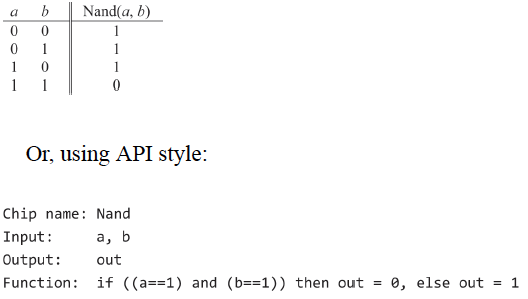 a b Nand(a, b)
0 0 1
0 1 1
1 0 1
1 1 0
Or, using API style:
Chip name: Nand
Input: a, b
Output: out
Function: if ((a==1) and (b==1)) then out = 0, else out = 1